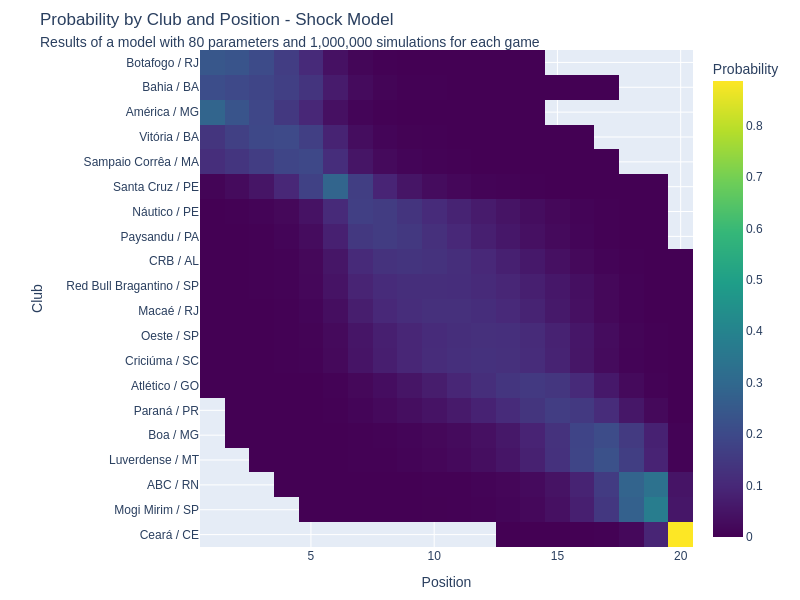 Probability by Club and Position - Shock Model
Results of a model with 80 parameters and 1,000,000 simulations for each game
Probability
Botafogo / RJ
Bahia / BA
América / MG
Vitória / BA
Sampaio Corrêa / MA
Santa Cruz / PE
Náutico / PE
Paysandu / PA
CRB / AL
Red Bull Bragantino / SP
Macaé / RJ
Oeste / SP
Criciúma / SC
Atlético / GO
Paraná / PR
Boa / MG
Luverdense / MT
ABC / RN
Mogi Mirim / SP
Ceará / CE
Club
5 10 15 20
Position
0.8
0.7
0.6
0.5
0.4
0.3
0.2
0.1
0